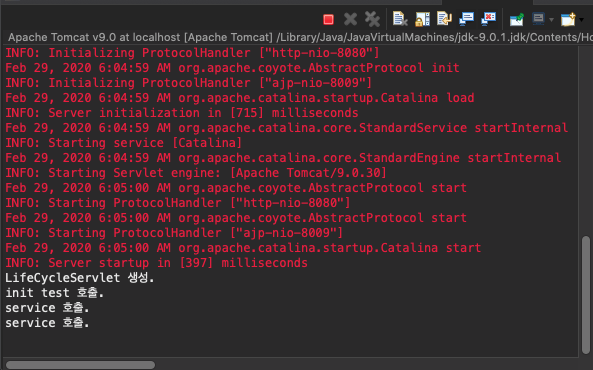 Apache Tomcat v9.0 at localhost [Apache Tomcat] /Library/Java/JavaVirtualMachines/jdk-9.0.1.jdk/Contents/Ho
INFO: Initializing ProtocolHandler ["http-nio-8080"]
Feb 29, 2020 6:04:59 AM org.apache.coyote.AbstractProtocol init
INFO: Initializing ProtocolHandler ["ajp-nio-8009"]
Feb 29, 2020 6:04:59 AM org.apache.catalina.startup.Catalina load
INFO: Server initialization in [715] milliseconds
Feb 29, 2020 6:04:59 AM org.apache.catalina.core.StandardService startInternal
INFO: Starting service [Catalina]
Feb 29, 2020 6:04:59 AM org.apache.catalina.core.StandardEngine startInternal
INFO: Starting Servlet engine: [Apache Tomcat/9.0.30]
Feb 29, 2020 6:05:00 AM org.apache.coyote.AbstractProtocol start
INFO: Starting ProtocolHandler ["http-nio-8080"]
Feb 29, 2020 6:05:00 AM org.apache.coyote.AbstractProtocol start
INFO: Starting ProtocolHandler ["ajp-nio-8009"]
Feb 29, 2020 6:05:00 AM org.apache.catalina.startup.Catalina start
INFO: Server startup in [397] milliseconds
LifeCycleServlet 생성.
init test 호출.
service 호출.
service 호출.